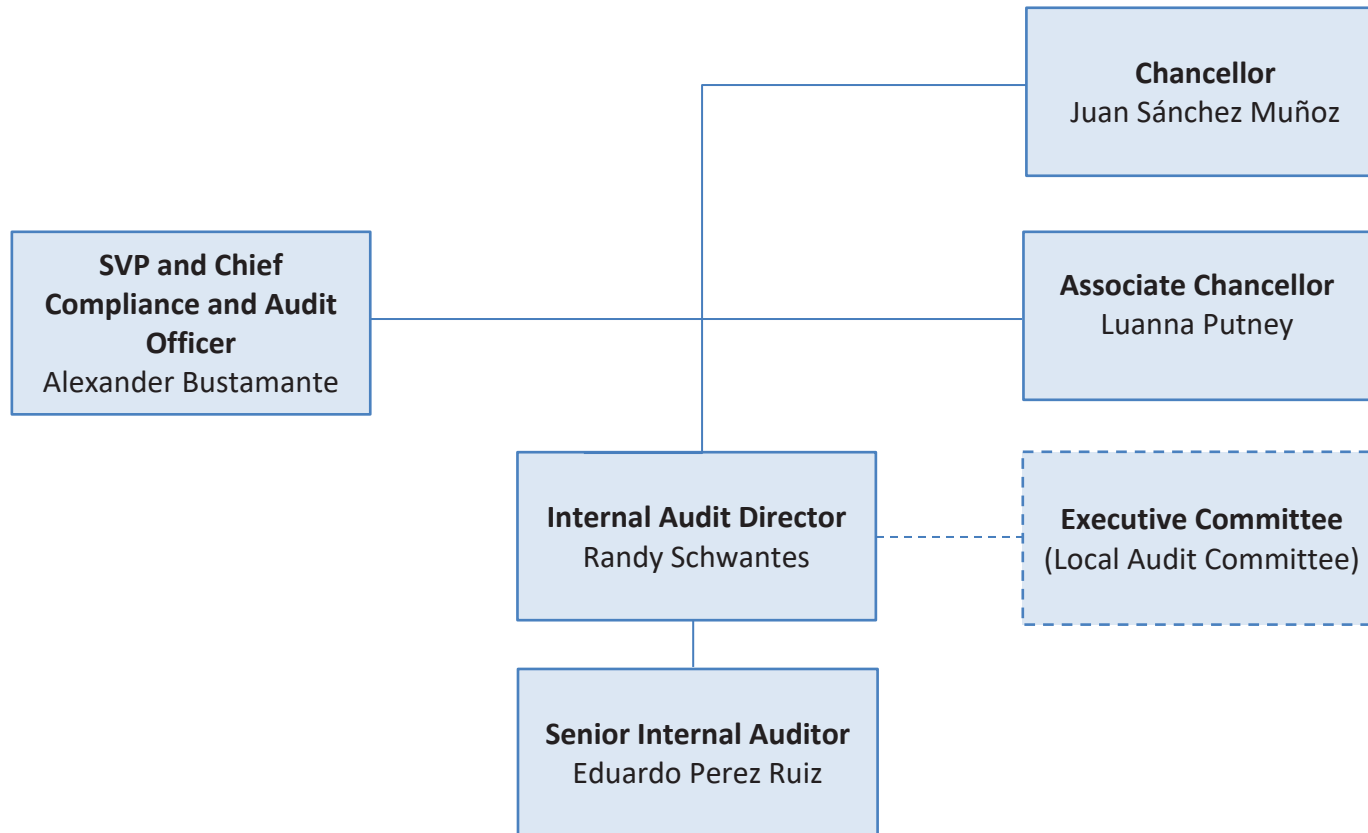 Chancellor
Juan Sánchez Muñoz
SVP and Chief
Compliance and Audit
Officer
Alexander Bustamante
Associate Chancellor
Luanna Putney
Internal Audit Director
Randy Schwantes
Executive Committee
(Local Audit Committee)
Senior Internal Auditor
Eduardo Perez Ruiz